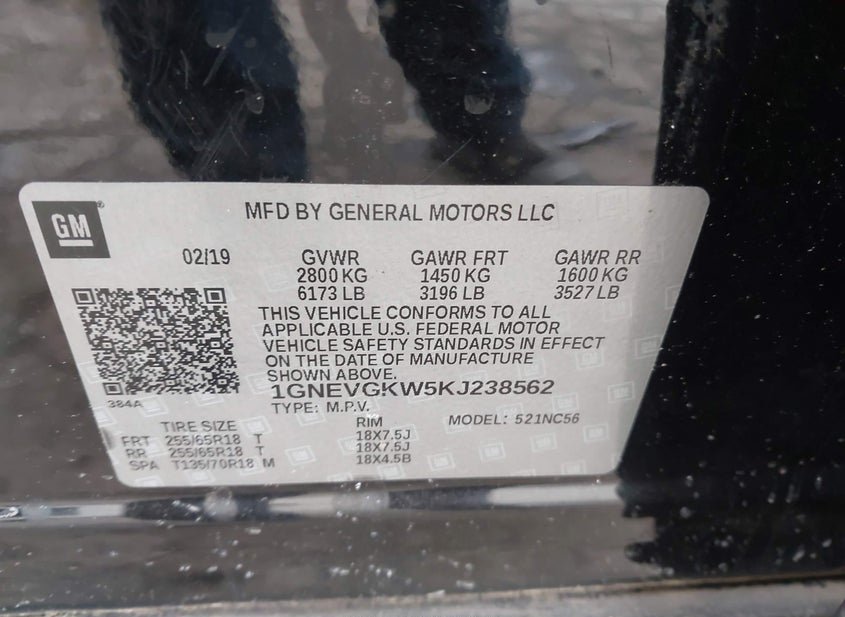 GM
MFD BY GENERAL MOTORS LLC
02/19 GVWR GAWR FRT GAWR RR
2800 KG 1450 KG 1600 KG
6173 LB 3196 LB 3527 LB
THIS VEHICLE CONFORMS TO ALL
APPLICABLE U.S. FEDERAL MOTOR
VEHICLE SAFETY STANDARDS IN EFFECT
ON THE DATE OF MANUFACTURE
SHOWN ABOVE.
1GNEVGKW5KJ238562
384A
TYPE: M.P.V. MODEL: 521NC56
TIRE SIZE RIM
FRT 255/65R18 T 18X7.5J
RR 255/65R18 T 18X7.5J
SPA T135/70R18 M 18X4.5B